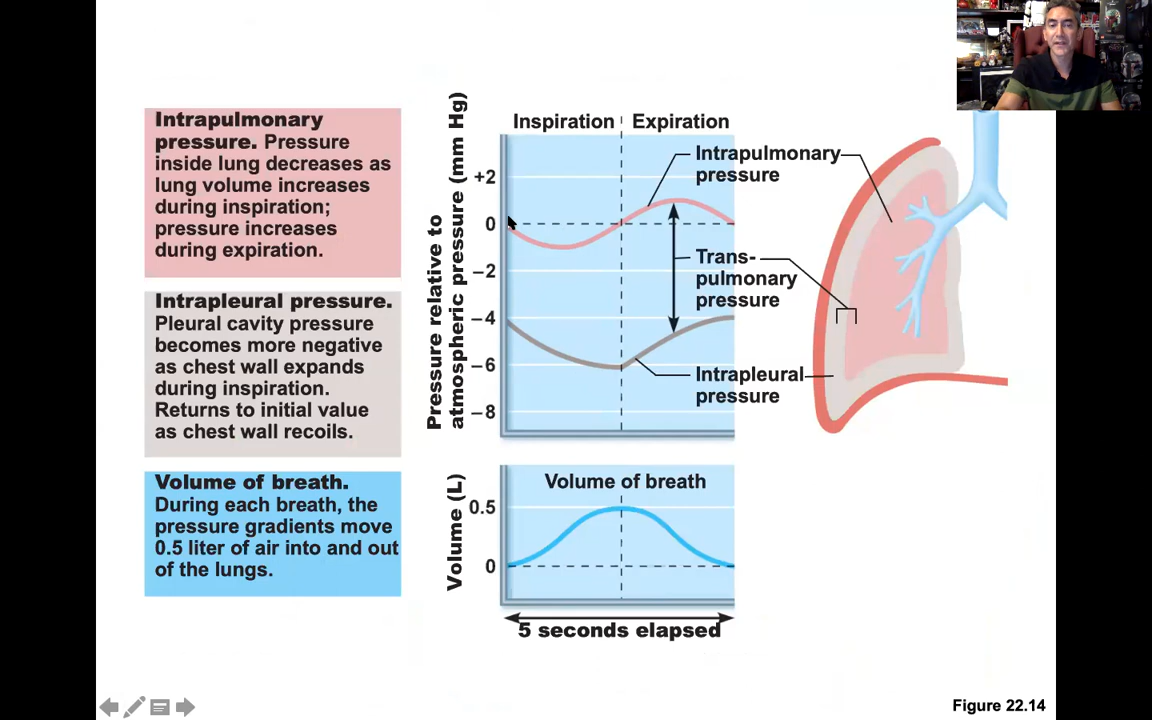 Intrapulmonary
pressure. Pressure
inside lung decreases as
lung volume increases
during inspiration;
pressure increases
during expiration.
Intrapleural pressure.
Pleural cavity pressure
becomes more negative
as chest wall expands
during inspiration.
Returns to initial value
as chest wall recoils.
Volume of breath.
During each breath, the
pressure gradients move
0.5 liter of air into and out
of the lungs.
Pressure relative to
atmospheric pressure (mm Hg)
Inspiration
Expiration
+2
0
−2
−4
−6
−8
Intrapulmonary
pressure
Trans-
pulmonary
pressure
Intrapleural
pressure
Volume (L)
Volume of breath
0.5
0
5 seconds elapsed
Figure 22.14